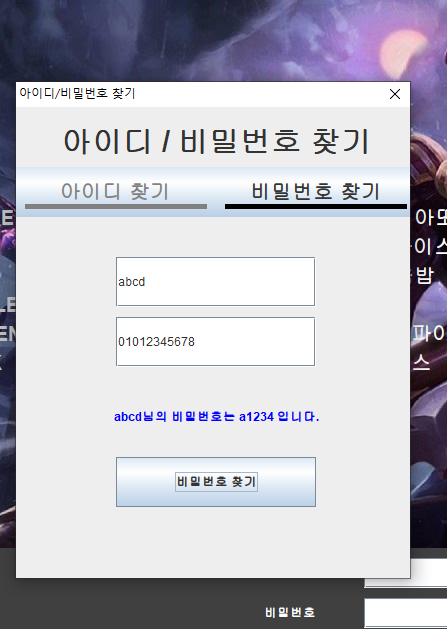 아이디/비밀번호 찾기
아이디 / 비밀번호 찾기
아이디 찾기
비밀번호 찾기
abcd
01012345678
abcd님의 비밀번호는 a1234 입니다.
비밀번호 찾기
비밀번호